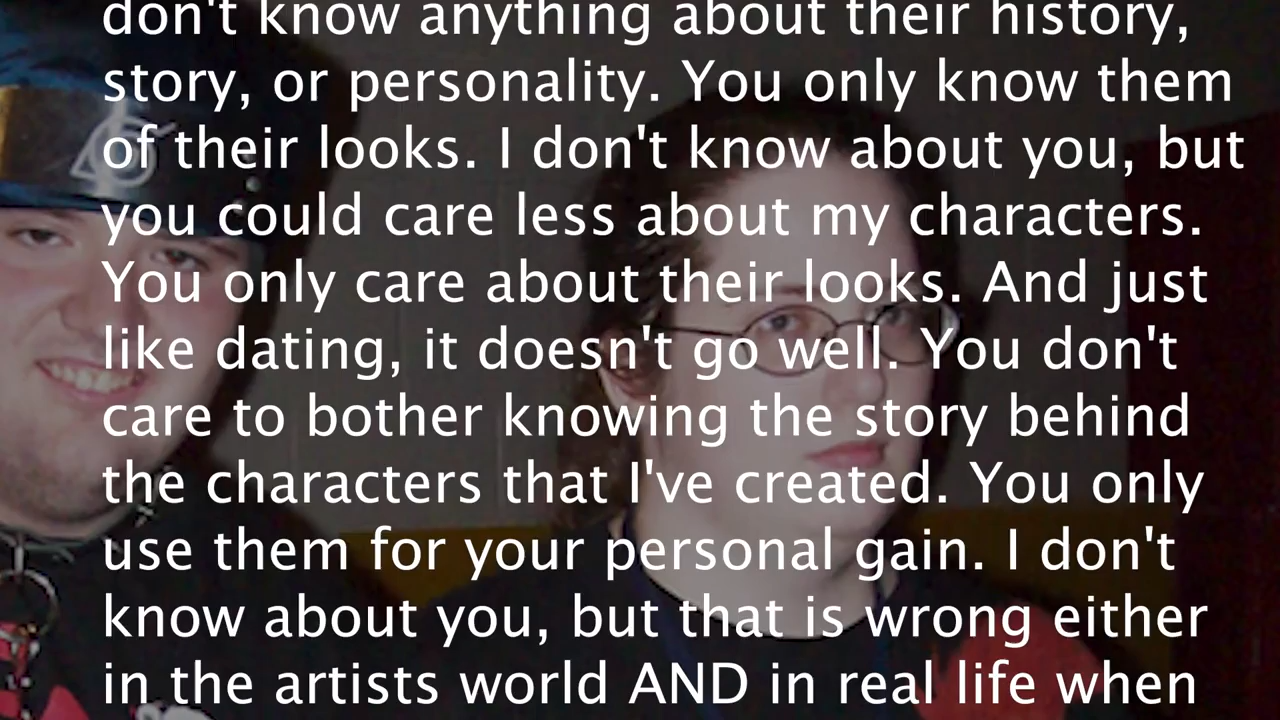 don't know anything about their history,
story, or personality. You only know them
of their looks. I don't know about you, but
you could care less about my characters.
You only care about their looks. And just
like dating, it doesn't go well. You don't
care to bother knowing the story behind
the characters that I've created. You only
use them for your personal gain. I don't
know about you, but that is wrong either
in the artists world AND in real life when